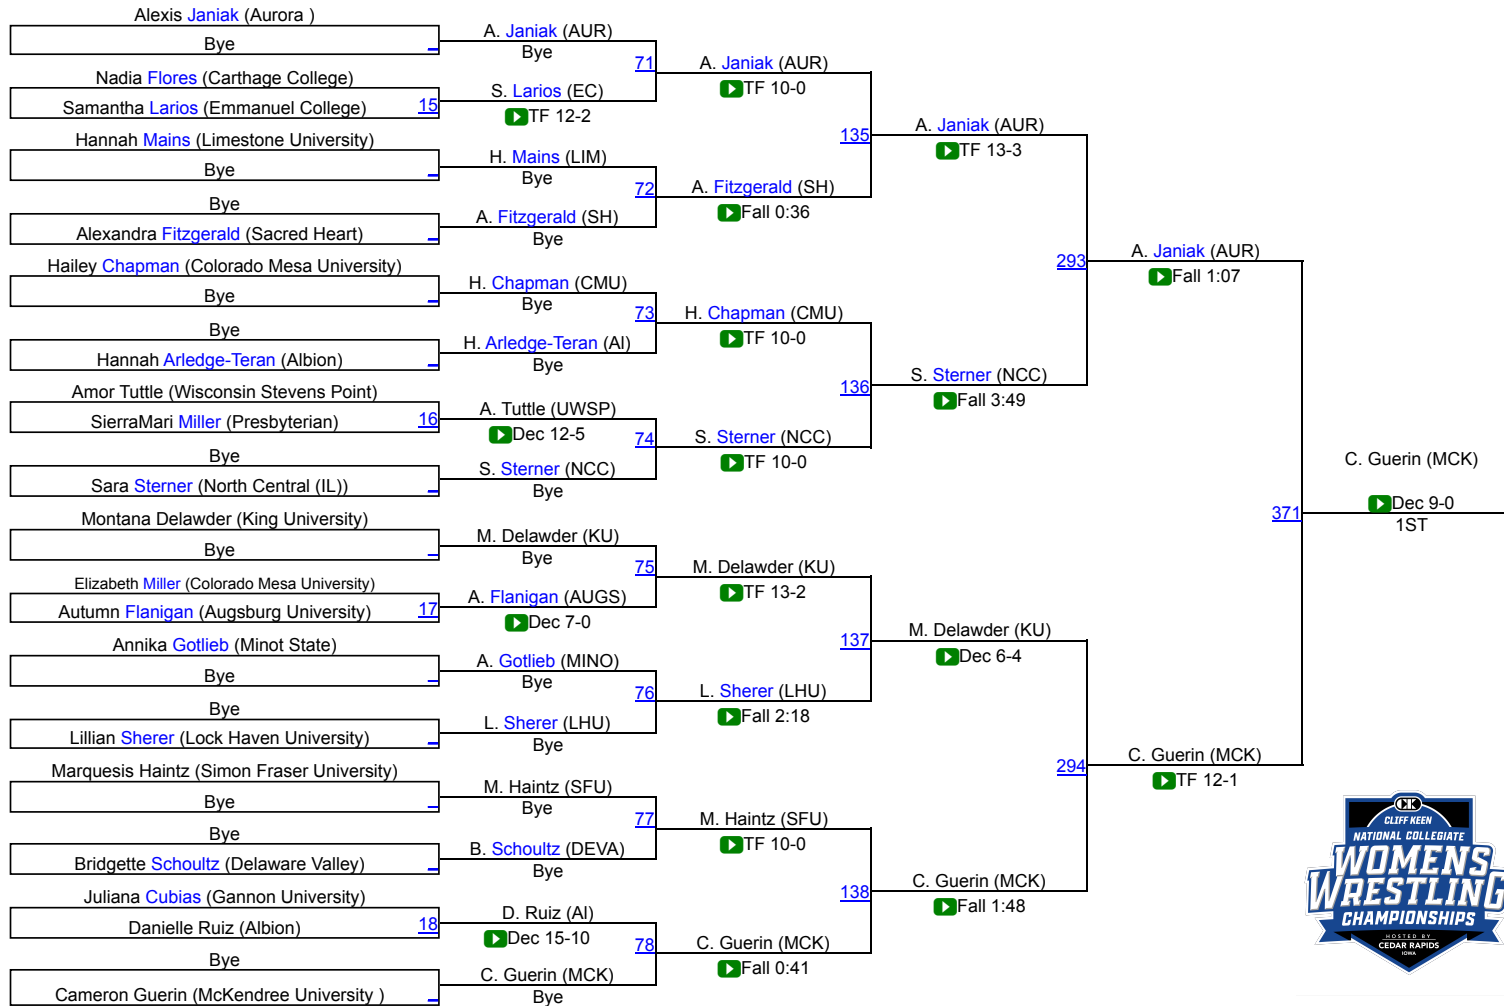 Alexis Janiak (Aurora )
Bye
Nadia Flores (Carthage College)
Samantha Larios (Emmanuel College) 15
Hannah Mains (Limestone University)
Bye
Bye
Alexandra Fitzgerald (Sacred Heart)
Hailey Chapman (Colorado Mesa University)
Bye
Bye
Hannah Arledge-Teran (Albion)
Amor Tuttle (Wisconsin Stevens Point)
SierraMari Miller (Presbyterian) 16
Bye
Sara Sterner (North Central (IL))
Montana Delawder (King University)
Bye
Elizabeth Miller (Colorado Mesa University)
Autumn Flanigan (Augsburg University) 17
Annika Gotlieb (Minot State)
Bye
Bye
Lillian Sherer (Lock Haven University)
Marquesis Haintz (Simon Fraser University)
Bye
Bye
Bridgette Schoultz (Delaware Valley)
Juliana Cubias (Gannon University)
Danielle Ruiz (Albion) 18
Bye
Cameron Guerin (McKendree University )
A. Janiak (AUR)
Bye
71
S. Larios (EC)
TF 12-2
H. Mains (LIM)
Bye
72
A. Fitzgerald (SH)
Bye
H. Chapman (CMU)
Bye
73
H. Arledge-Teran (Al)
Bye
A. Tuttle (UWSP)
Dec 12-5
74
S. Sterner (NCC)
Bye
M. Delawder (KU)
Bye
75
A. Flanigan (AUGS)
Dec 7-0
A. Gotlieb (MINO)
Bye
76
L. Sherer (LHU)
Bye
M. Haintz (SFU)
Bye
77
B. Schoultz (DEVA)
Bye
D. Ruiz (Al)
Dec 15-10
78
C. Guerin (MCK)
Bye
A. Janiak (AUR)
TF 10-0
135
A. Fitzgerald (SH)
Fall 0:36
H. Chapman (CMU)
TF 10-0
136
S. Sterner (NCC)
TF 10-0
M. Delawder (KU)
TF 13-2
137
L. Sherer (LHU)
Fall 2:18
M. Haintz (SFU)
TF 10-0
138
C. Guerin (MCK)
Fall 0:41
A. Janiak (AUR)
TF 13-3
293
S. Sterner (NCC)
Fall 3:49
M. Delawder (KU)
Dec 6-4
294
C. Guerin (MCK)
Fall 1:48
A. Janiak (AUR)
Fall 1:07
371
C. Guerin (MCK)
TF 12-1
C. Guerin (MCK)
Dec 9-0
1ST
CK
CLIFF KEEN
NATIONAL COLLEGIATE
WOMENS
WRESTLING
CHAMPIONSHIPS
HOSTED BY
CEDAR RAPIDS
IOWA